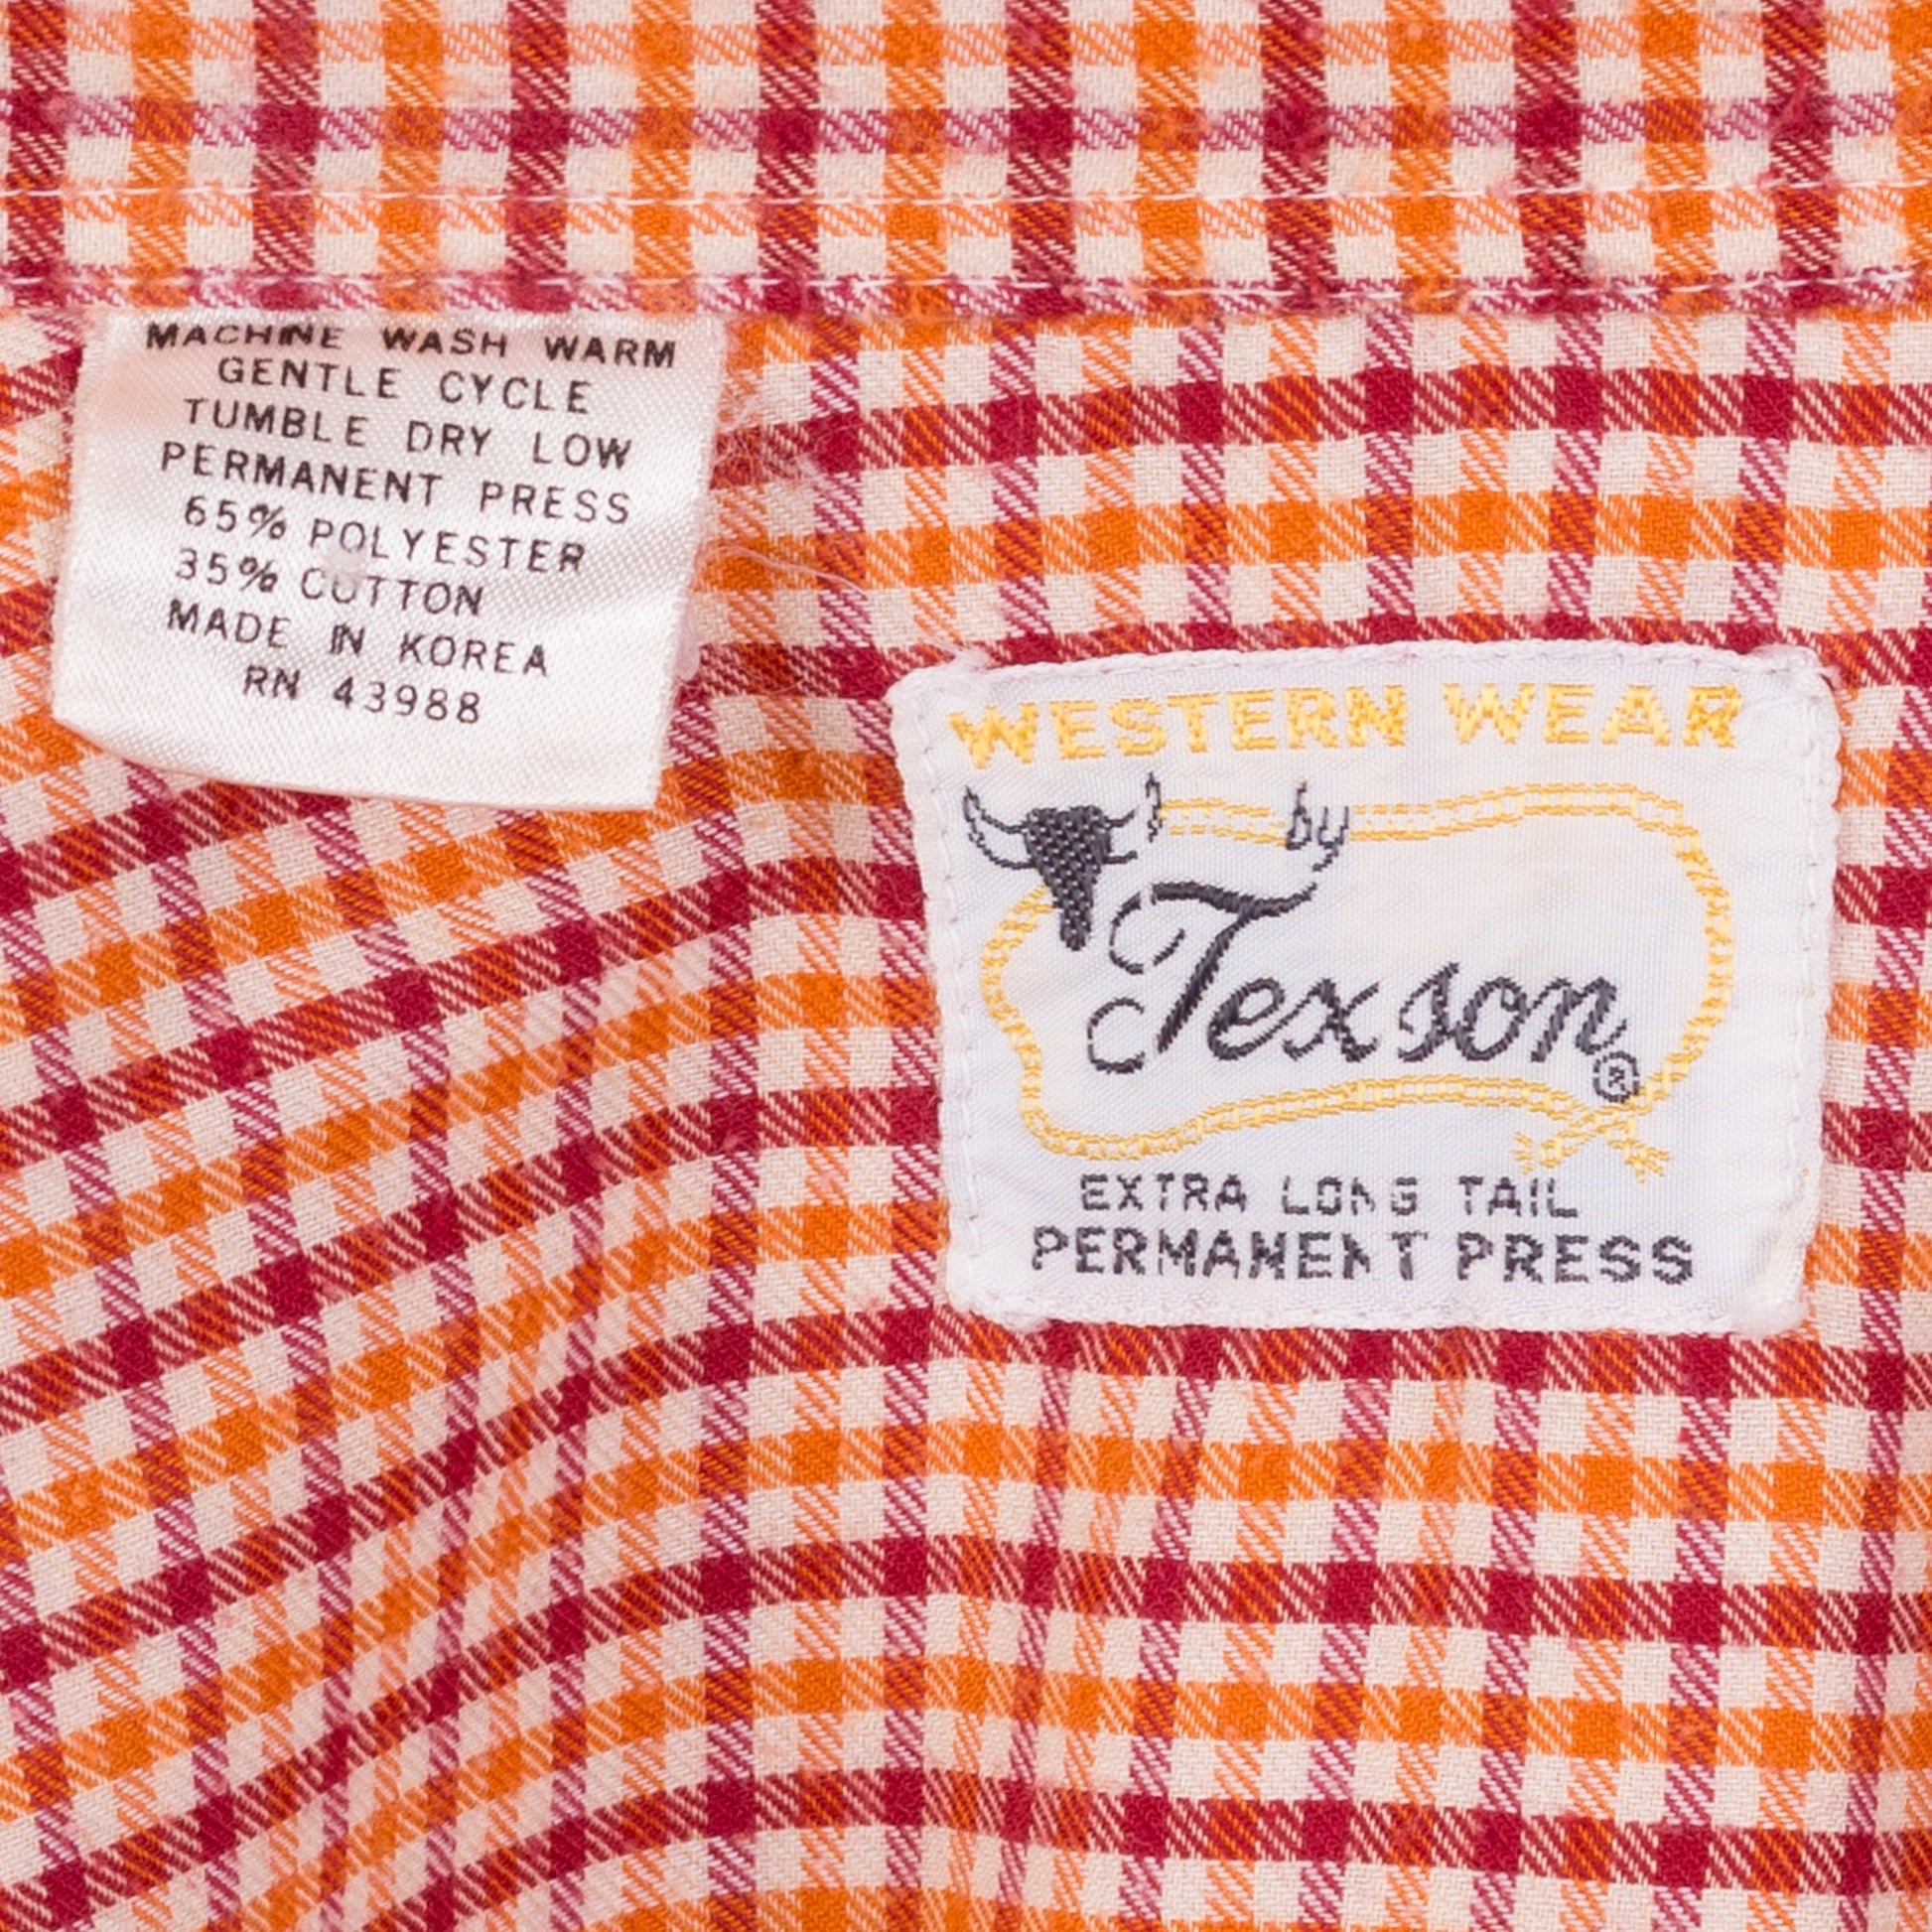 MACHINE WASH WARM
GENTLE CYCLE
TUMBLE DRY LOW
PERMANENT PRESS
65% POLYESTER
35% COTTON
MADE IN KOREA
RN 43988
WESTERN WEAR
by
Texson®
EXTRA LONG TAIL
PERMANENT PRESS